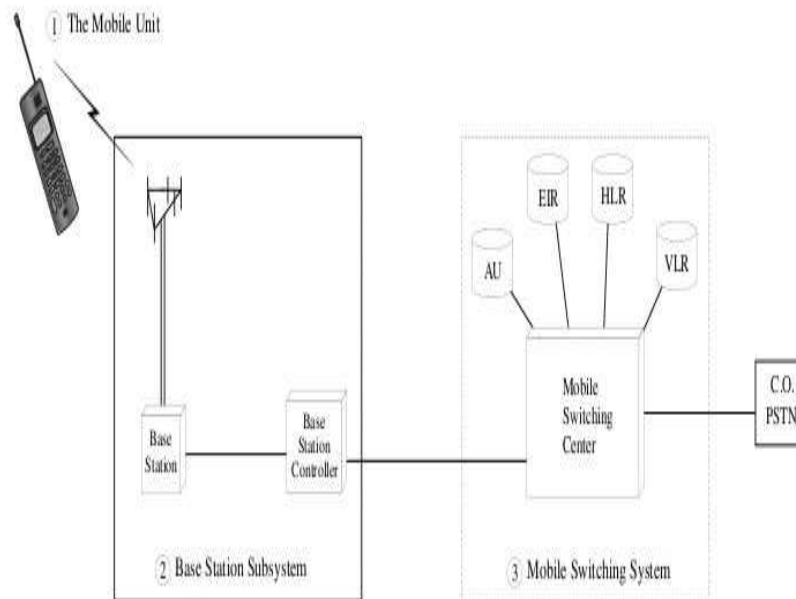 ① The Mobile Unit
EIR
HLR
AU
VLR
Mobile
Switching
Center
C.O.
PSTN
Base
Station
Base
Station
Controller
② Base Station Subsystem
③ Mobile Switching System